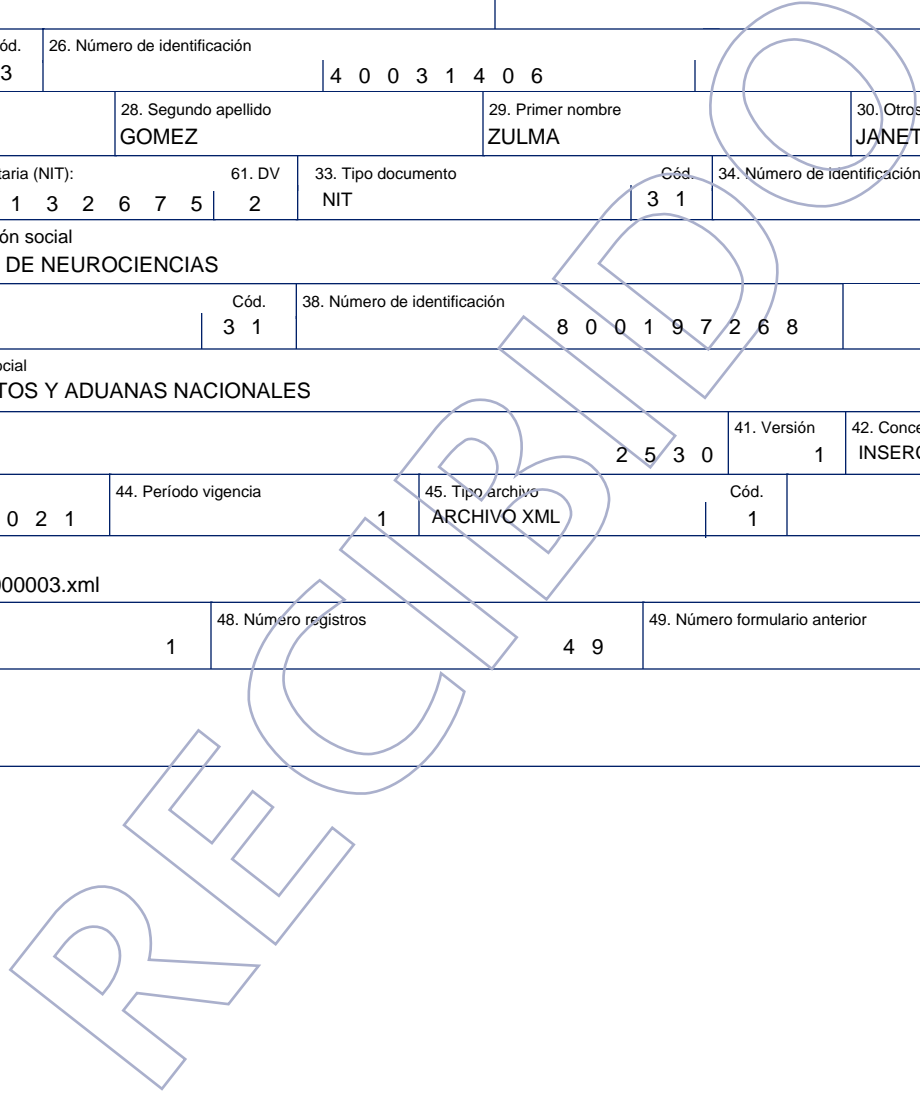 ód. 26. Número de identificación
3 4 0 0 3 1 4 0 6
28. Segundo apellido 29. Primer nombre 30. Otros
GOMEZ ZULMA JANET
taria (NIT): 61. DV 33. Tipo documento Cód. 34. Número de identificación
1 3 2 6 7 5 2 NIT 3 1
ón social
DE NEUROCIENCIAS
Cód. 38. Número de identificación
3 1 8 0 0 1 9 7 2 6 8
ocial
TOS Y ADUANAS NACIONALES
41. Versión 42. Conce
2 5 3 0 1 INSERC
44. Período vigencia 45. Tipo archivo Cód.
0 2 1 1 ARCHIVO XML 1
000003.xml
48. Número registros 49. Número formulario anterior
1 4 9
RECIBIDO